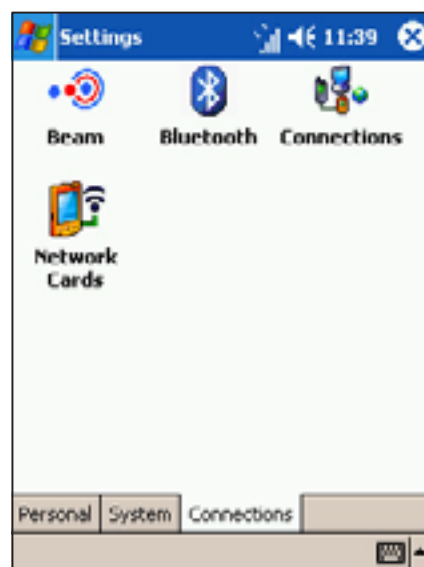 Settings 11:39
Beam Bluetooth Connections
Network
Cards
Personal System Connections